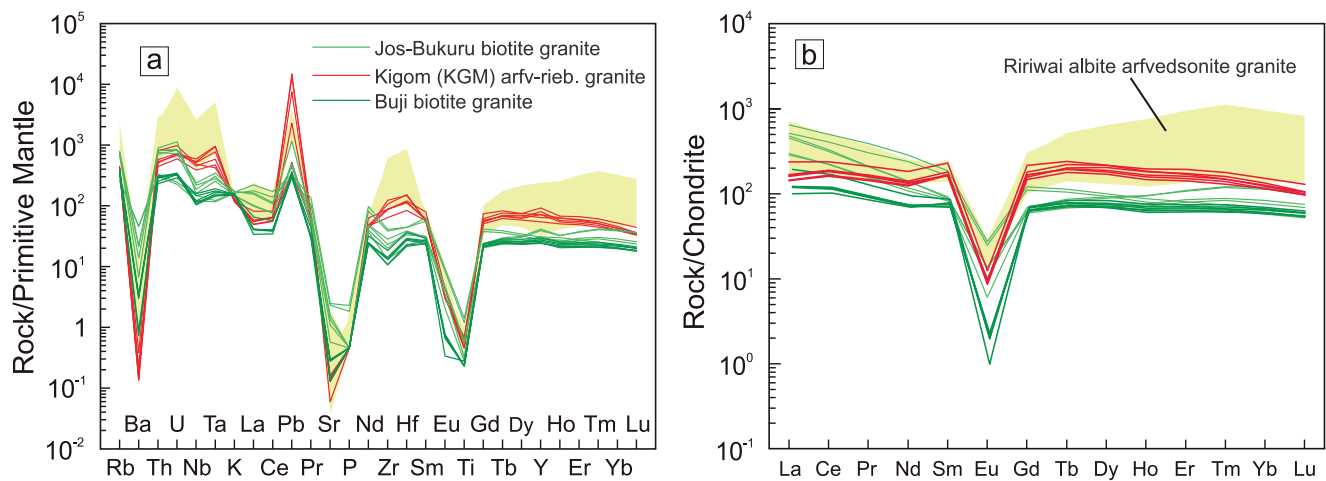 a
Jos-Bukuru biotite granite
Kigom (KGM) arfv-rieb. granite
Buji biotite granite
Rock/Primitive Mantle
10^5
10^4
10^3
10^2
10^1
1
10^-1
10^-2
Ba U Ta La Pb Sr Nd Hf Eu Gd Dy Ho Tm Lu
Rb Th Nb K Ce Pr P Zr Sm Ti Tb Y Er Yb
b
Ririwai albite arfvedsonite granite
Rock/Chondrite
10^4
10^3
10^2
10^1
10^0
10^-1
La Ce Pr Nd Sm Eu Gd Tb Dy Ho Er Tm Yb Lu